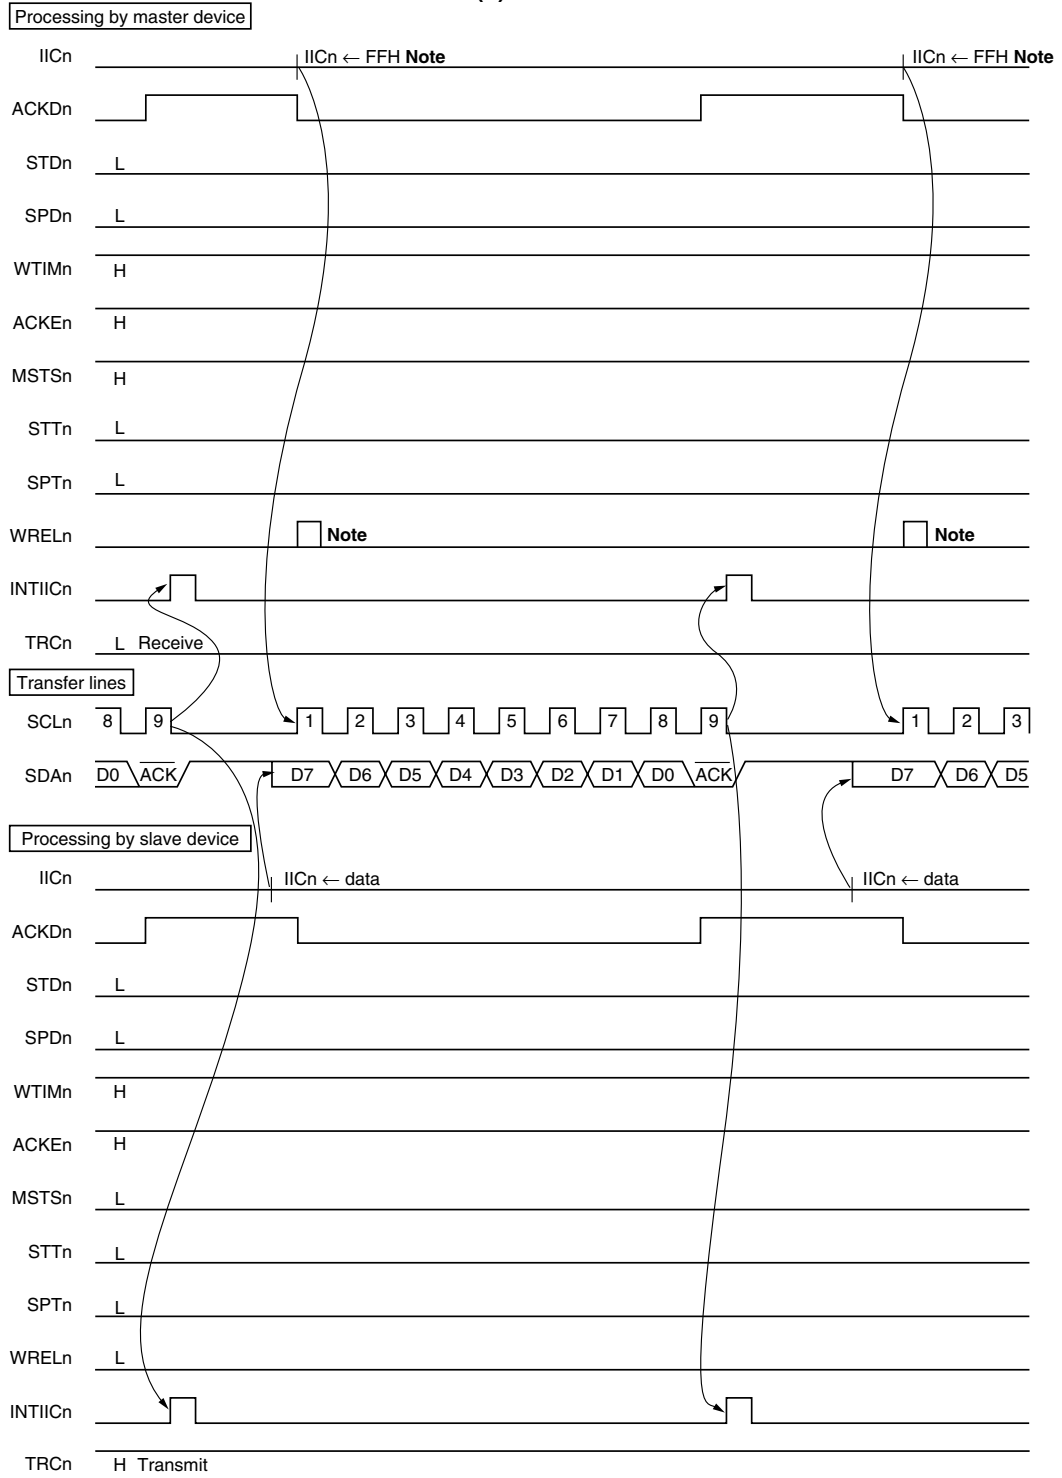 Processing by master device
IICn IICn ← FFH Note IICn ← FFH Note
ACKDn
STDn L
SPDn L
WTIMn H
ACKEn H
MSTSn H
STTn L
SPTn L
WRELn Note Note
INTIICn
TRCn L Receive
Transfer lines
SCLn 8 9 1 2 3 4 5 6 7 8 9 1 2 3
SDAn D0 ACK D7 D6 D5 D4 D3 D2 D1 D0 ACK D7 D6 D5
Processing by slave device
IICn IICn ← data IICn ← data
ACKDn
STDn L
SPDn L
WTIMn H
ACKEn H
MSTSn L
STTn L
SPTn L
WRELn L
INTIICn
TRCn H Transmit